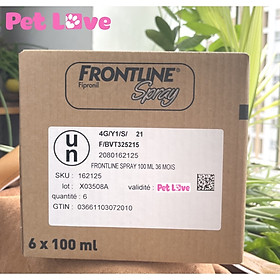 Pet Love
FRONTLINE®
Fipronil
Spray
un
4G/Y1/S/ 21
F/BVT325215
2080162125
FRONTLINE SPRAY 100 ML 36 MOIS
SKU : 162125
lot : X03508A
validité : Pet Love
quantité : 6
GTIN : 03661103072010
6 x 100 ml